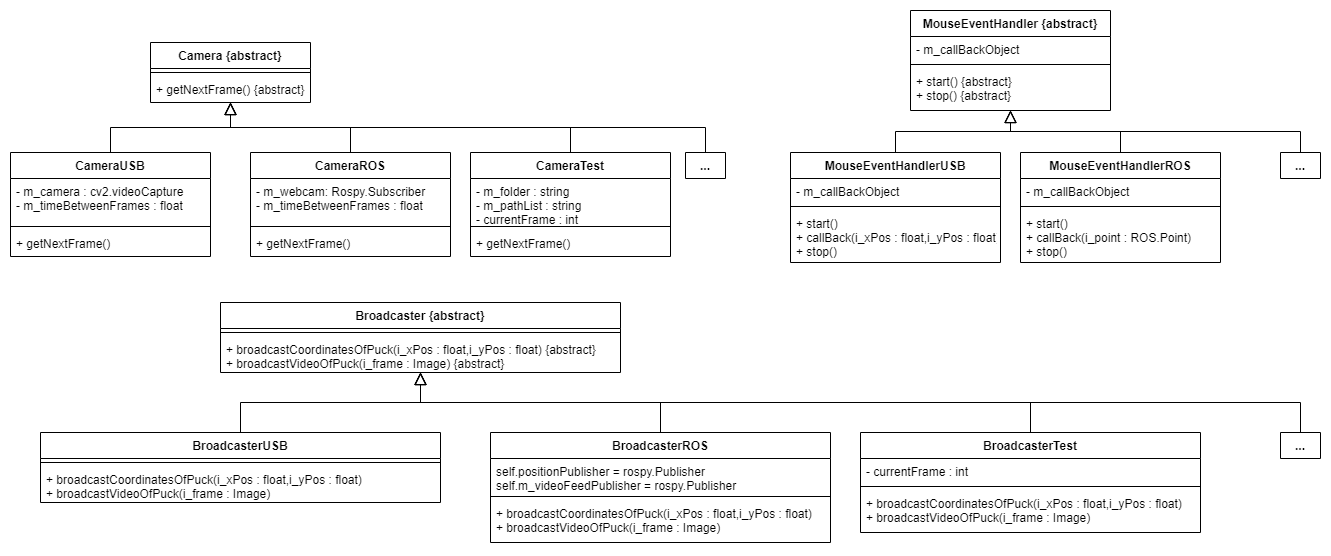 Camera {abstract}
+ getNextFrame() {abstract}
MouseEventHandler {abstract}
- m_callBackObject
+ start() {abstract}
+ stop() {abstract}
CameraUSB
- m_camera : cv2.videoCapture
- m_timeBetweenFrames : float
+ getNextFrame()
CameraROS
- m_webcam: Rospy.Subscriber
- m_timeBetweenFrames : float
+ getNextFrame()
CameraTest
- m_folder : string
- m_pathList : string
- currentFrame : int
+ getNextFrame()
...
MouseEventHandlerUSB
- m_callBackObject
+ start()
+ callBack(i_xPos : float,i_yPos : float
+ stop()
MouseEventHandlerROS
- m_callBackObject
+ start()
+ callBack(i_point : ROS.Point)
+ stop()
...
Broadcaster {abstract}
+ broadcastCoordinatesOfPuck(i_xPos : float,i_yPos : float) {abstract}
+ broadcastVideoOfPuck(i_frame : Image) {abstract}
BroadcasterUSB
+ broadcastCoordinatesOfPuck(i_xPos : float,i_yPos : float)
+ broadcastVideoOfPuck(i_frame : Image)
BroadcasterROS
self.positionPublisher = rospy.Publisher
self.m_videoFeedPublisher = rospy.Publisher
+ broadcastCoordinatesOfPuck(i_xPos : float,i_yPos : float)
+ broadcastVideoOfPuck(i_frame : Image)
BroadcasterTest
- currentFrame : int
+ broadcastCoordinatesOfPuck(i_xPos : float,i_yPos : float)
+ broadcastVideoOfPuck(i_frame : Image)
...